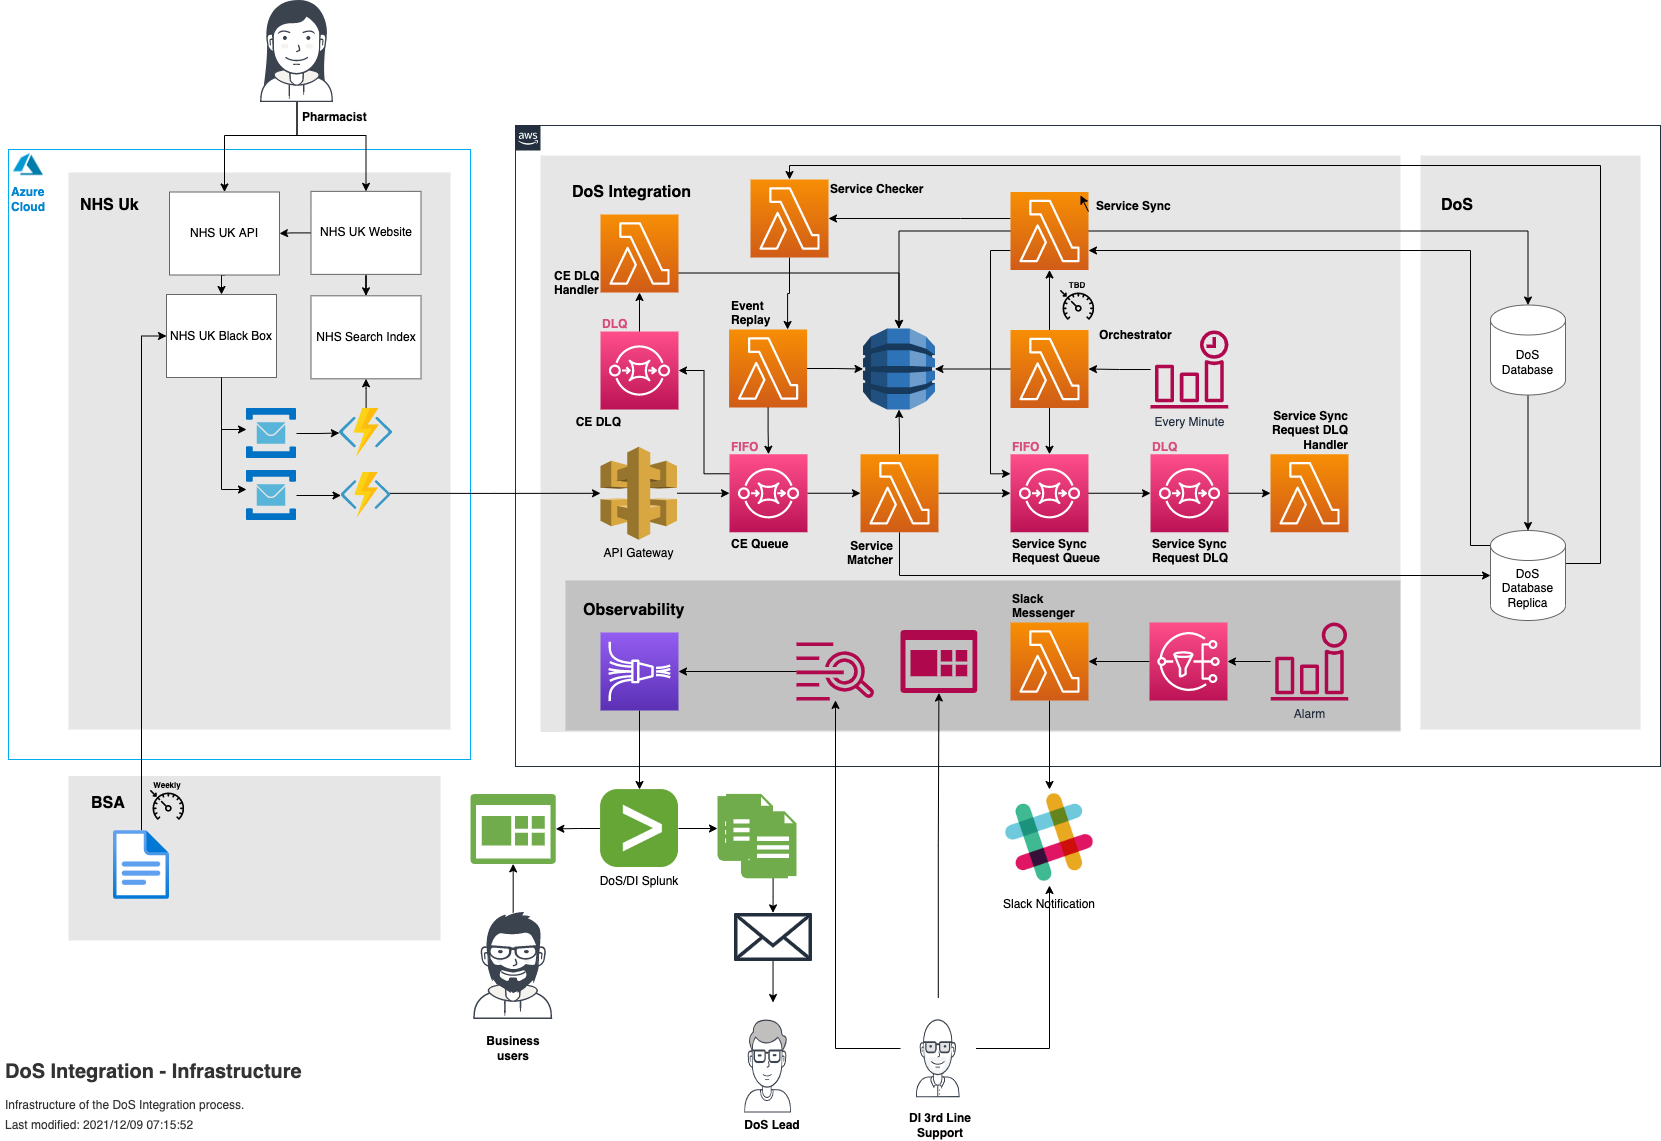 Pharmacist
aws
Azure
Cloud
NHS Uk
NHS UK API
NHS UK Website
NHS UK Black Box
NHS Search Index
DoS Integration
Service Checker
Service Sync
DoS
CE DLQ
Handler
TBD
Event
Replay
DLQ
Orchestrator
DoS
Database
CE DLQ
Every Minute
Service Sync
Request DLQ
Handler
FIFO
FIFO
DLQ
API Gateway
CE Queue
Service
Matcher
Service Sync
Request Queue
Service Sync
Request DLQ
DoS
Database
Replica
Observability
Slack
Messenger
Alarm
BSA
Weekly
DoS/DI Splunk
Slack Notification
Business
users
DoS Lead
DI 3rd Line
Support
DoS Integration - Infrastructure
Infrastructure of the DoS Integration process.
Last modified: 2021/12/09 07:15:52